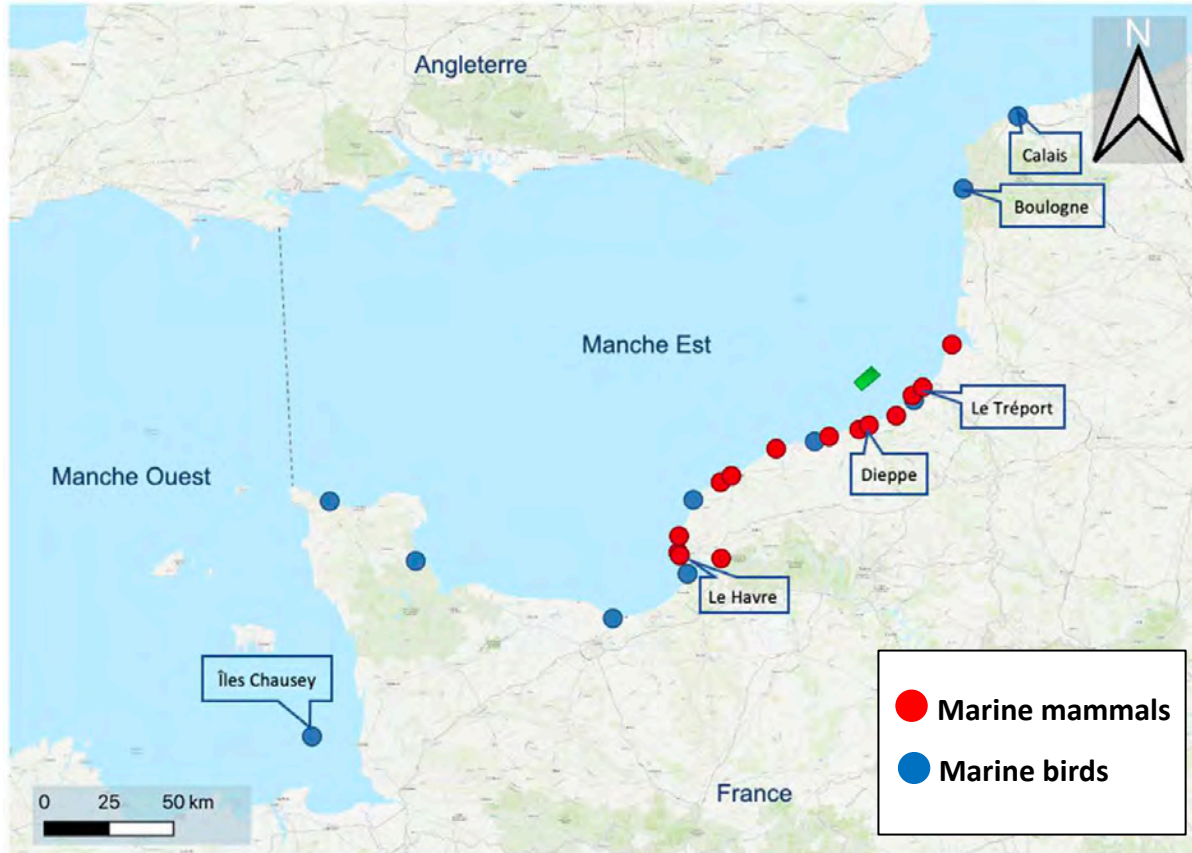 N
Angleterre
Calais
Boulogne
Manche Est
Le Tréport
Manche Ouest
Dieppe
Le Havre
Îles Chausey
Marine mammals
Marine birds
France
0 25 50 km